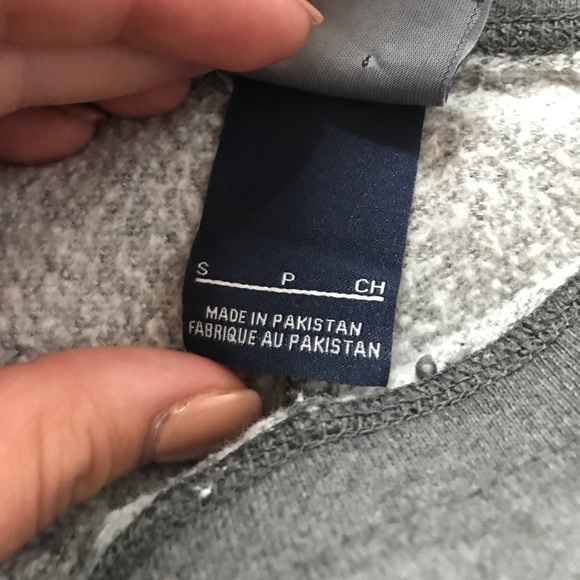 S P CH
MADE IN PAKISTAN
FABRIQUE AU PAKISTAN